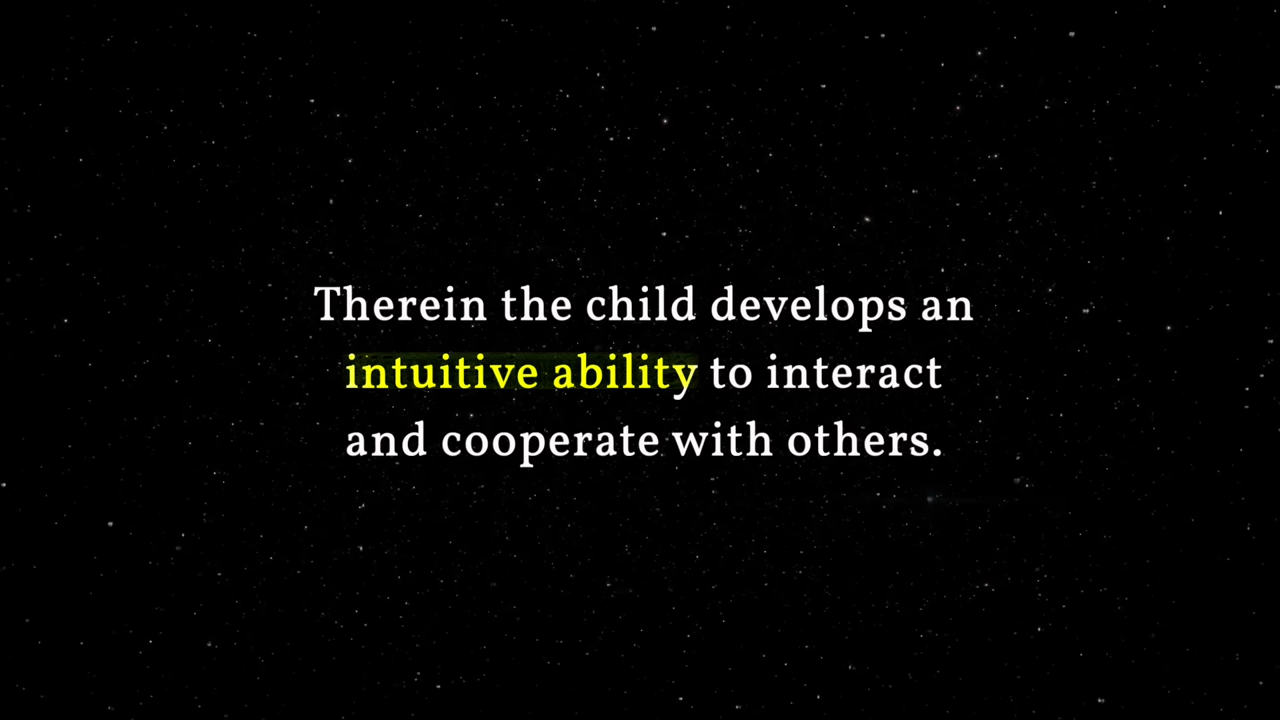 Therein the child develops an
intuitive ability to interact
and cooperate with others.